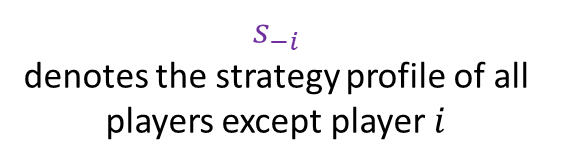 s₋ᵢ
denotes the strategy profile of all
players except player i